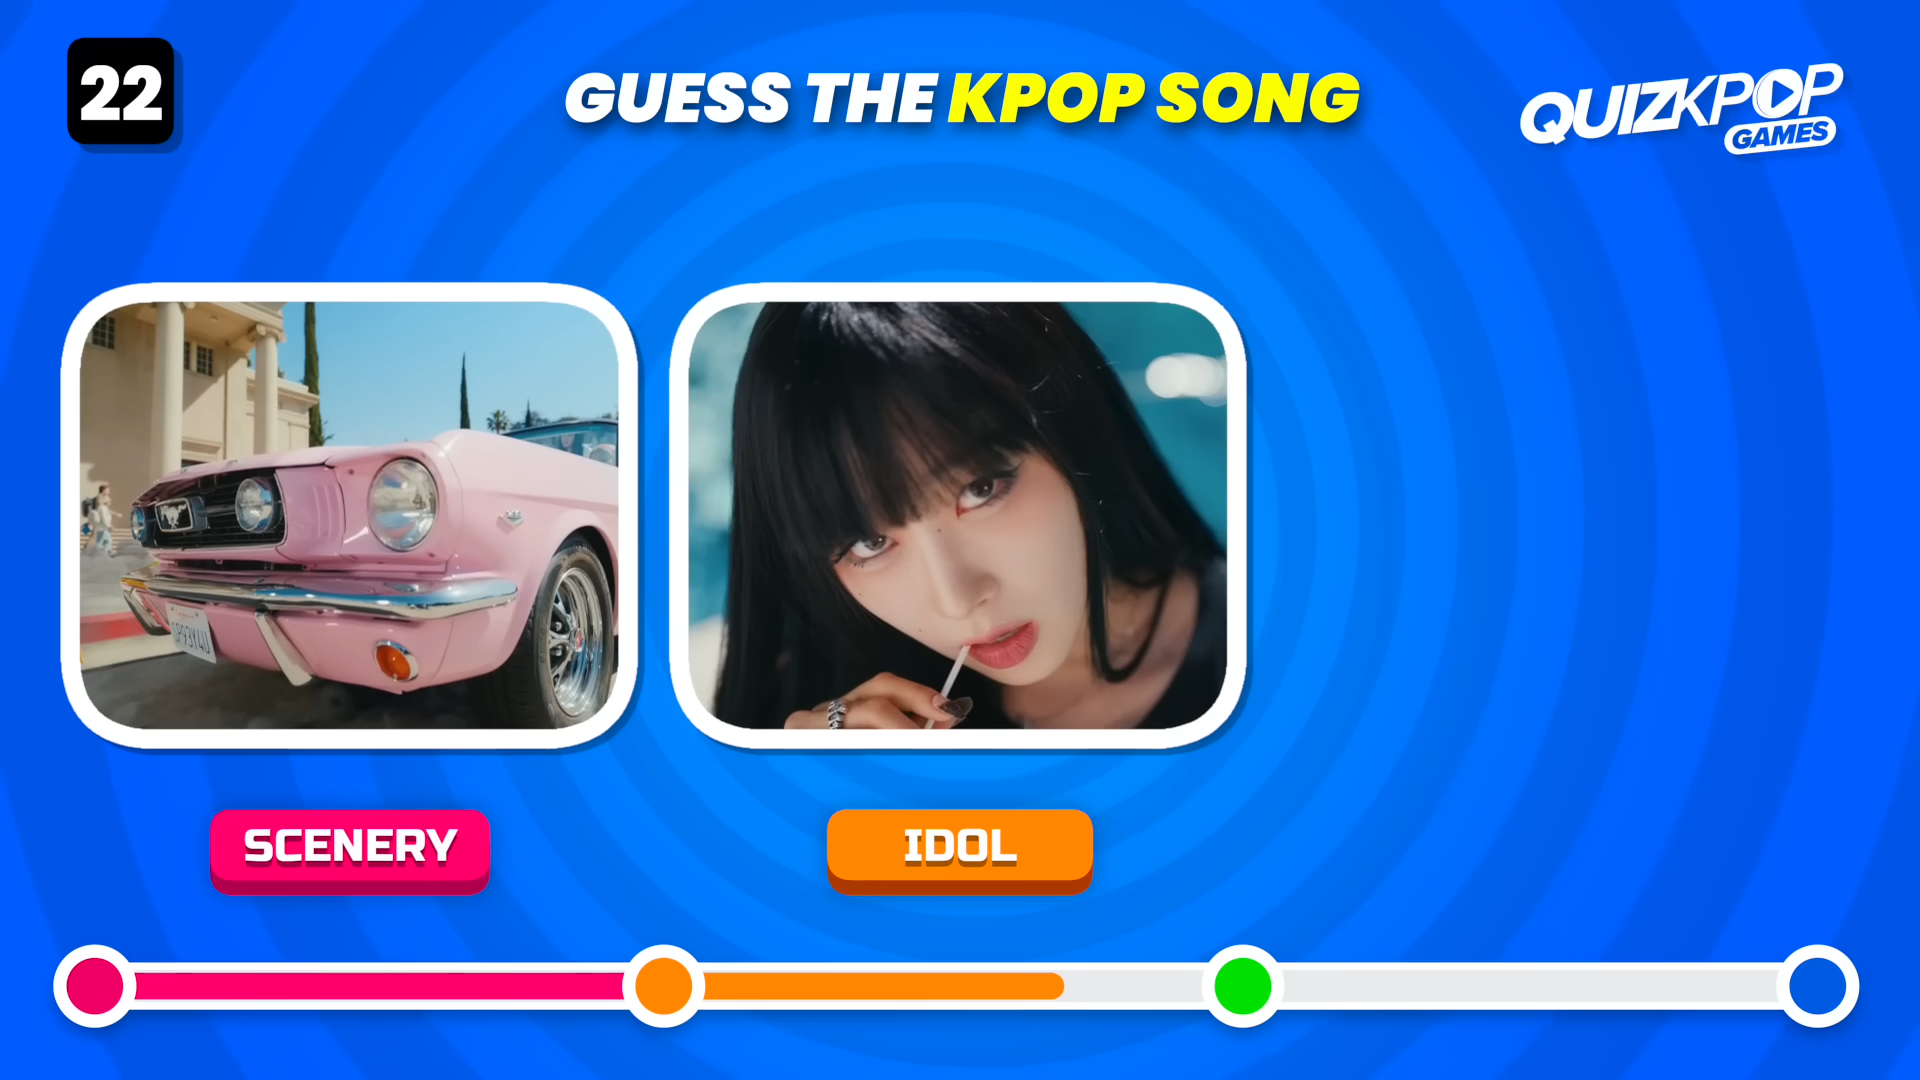 22
GUESS THE KPOP SONG
QUIZKPOP
GAMES
SCENERY
IDOL